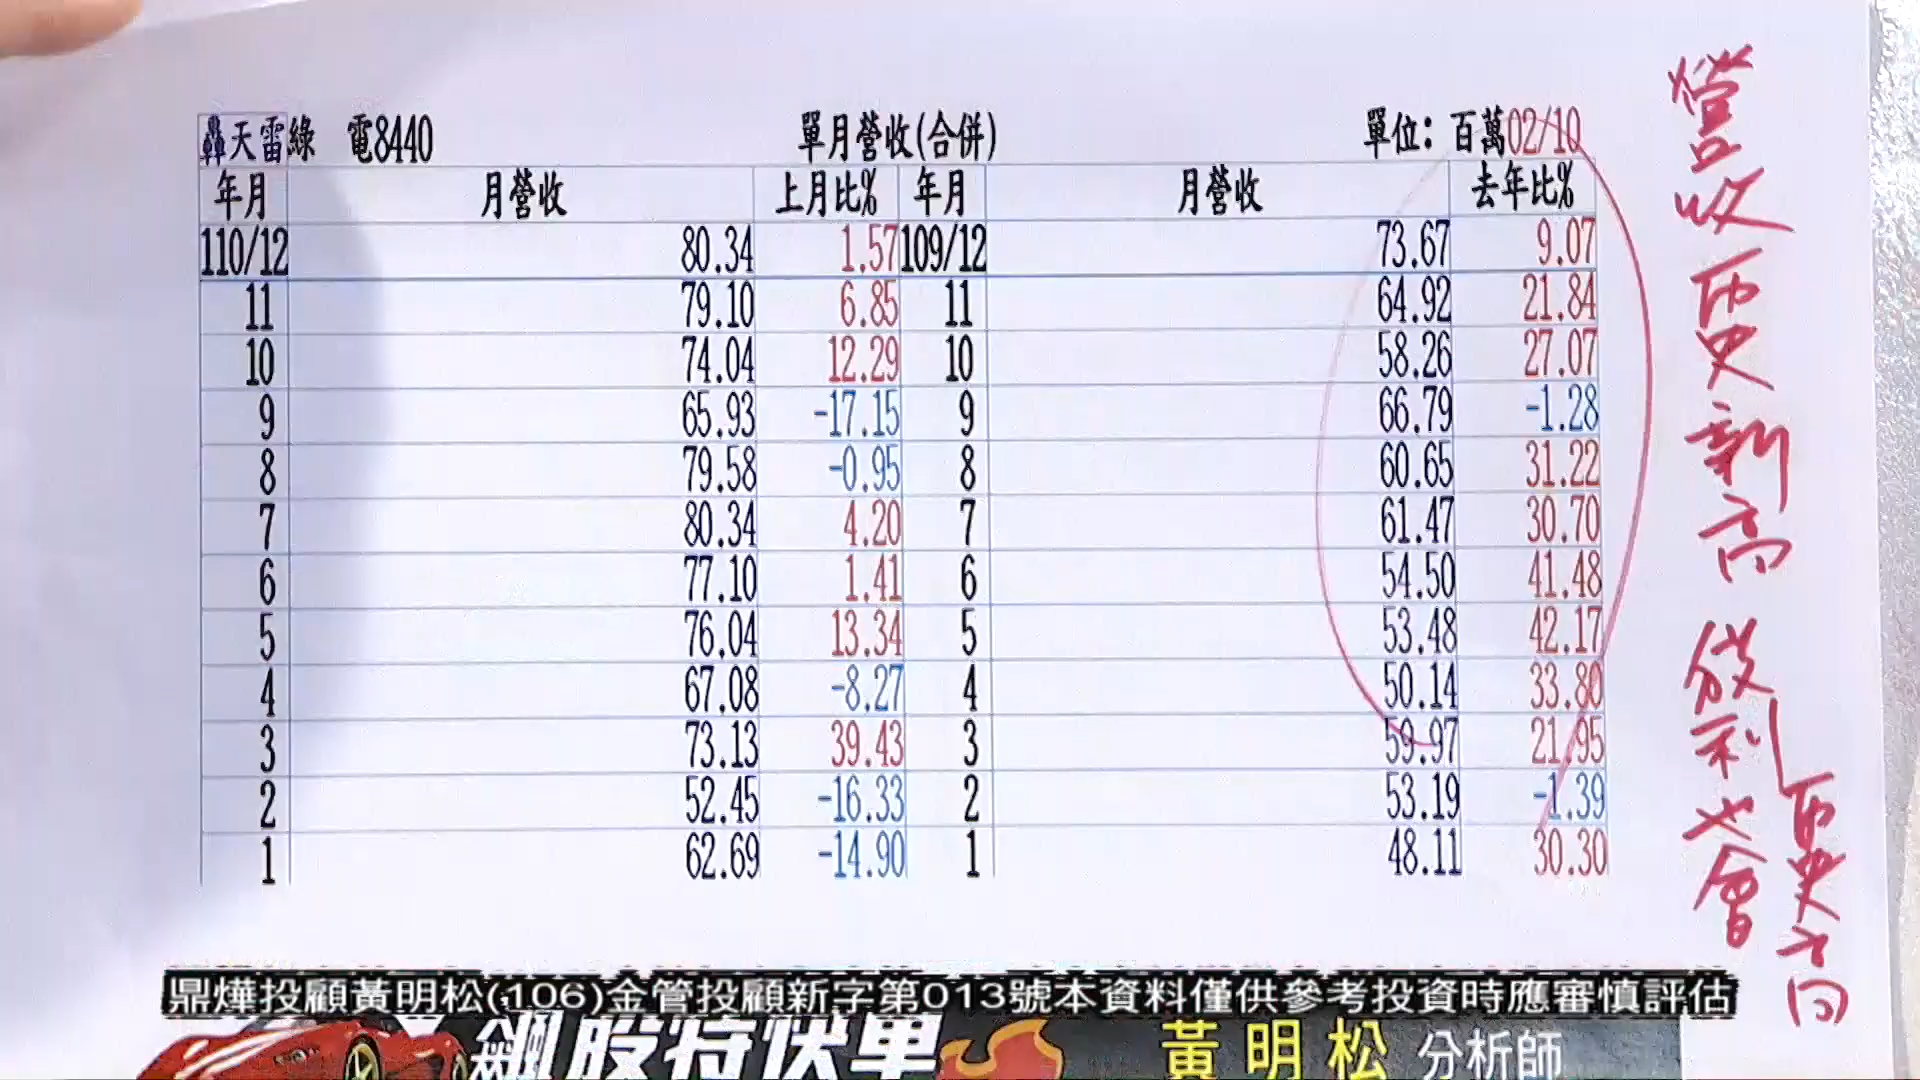 轟天雷綠 電8440 單月營收(合併) 單位: 百萬02/10
年月 月營收 上月比% 年月 月營收 去年比%
110/12 80.34 1.57 109/12 73.67 9.07
11 79.10 6.85 11 64.92 21.84
10 74.04 12.29 10 58.26 27.07
9 65.93 -17.15 9 66.79 -1.28
8 79.58 -0.95 8 60.65 31.22
7 80.34 4.20 7 61.47 30.70
6 77.10 1.41 6 54.50 41.48
5 76.04 13.34 5 53.48 42.17
4 67.08 -8.27 4 50.14 33.80
3 73.13 39.43 3 59.97 21.95
2 52.45 -16.33 2 53.19 -1.39
1 62.69 -14.90 1 48.11 30.30
營收歷史新高
獲利也會
歷史
高
鼎燁投顧黃明松(106)金管投顧新字第013號本資料僅供參考投資時應審慎評估
飆股特快車 黃明松 分析師